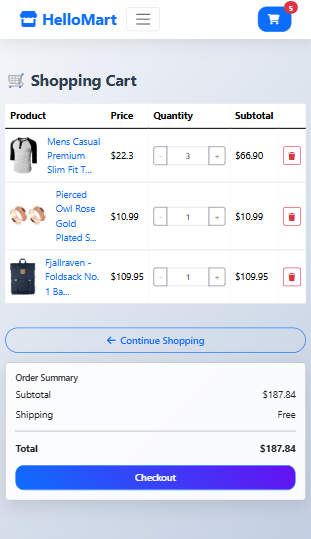 HelloMart
5
Shopping Cart
Product Price Quantity Subtotal
Mens Casual
Premium
Slim Fit T...
$22.3 - 3 + $66.90
Pierced
Owl Rose
Gold
Plated S...
$10.99 - 1 + $10.99
Fjallraven -
Foldsack No.
1 Ba...
$109.95 - 1 + $109.95
Continue Shopping
Order Summary
Subtotal $187.84
Shipping Free
Total $187.84
Checkout